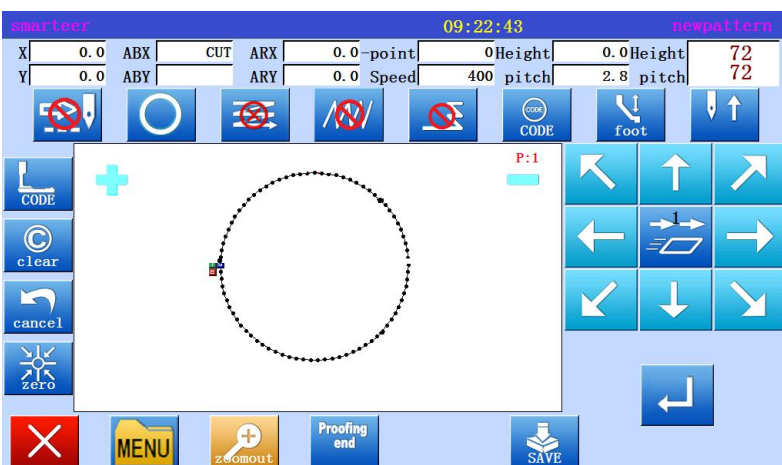 smarteer 09:22:43 newpattern
X 0.0 ABX CUT ARX 0.0 -point 0 Height 0.0 Height 72
Y 0.0 ABY ARY 0.0 Speed 400 pitch 2.8 pitch 72
CODE
CODE foot
P:1
CODE
1
clear
cancel
zero
MENU zoomout Proofing
end
SAVE